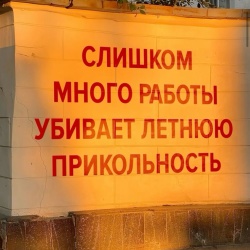 СЛИШКОМ
МНОГО РАБОТЫ
УБИВАЕТ ЛЕТНЮЮ
ПРИКОЛЬНОСТЬ